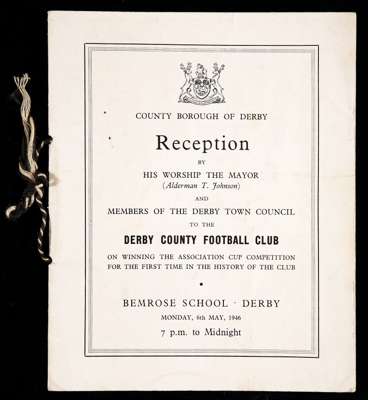 COUNTY BOROUGH OF DERBY
Reception
BY
HIS WORSHIP THE MAYOR
(Alderman T. Johnson)
AND
MEMBERS OF THE DERBY TOWN COUNCIL
TO THE
DERBY COUNTY FOOTBALL CLUB
ON WINNING THE ASSOCIATION CUP COMPETITION
FOR THE FIRST TIME IN THE HISTORY OF THE CLUB
BEMROSE SCHOOL · DERBY
MONDAY, 6th MAY, 1946
7 p.m. to Midnight